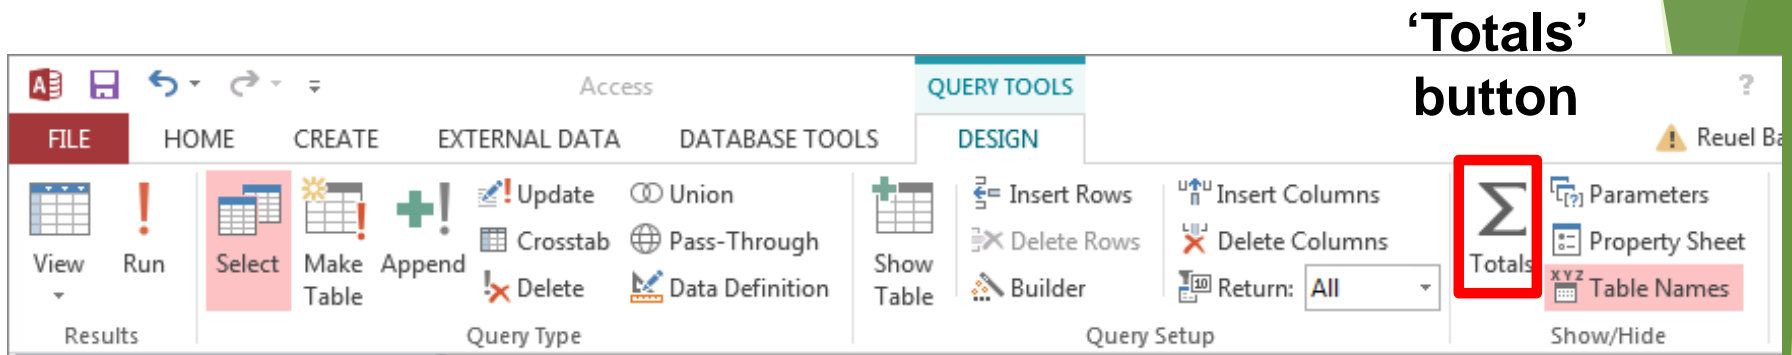 ‘Totals’
button
Access
QUERY TOOLS
?
FILE HOME CREATE EXTERNAL DATA DATABASE TOOLS DESIGN Reuel Ba
View
Run
Select
Make
Table
Append
Update
Crosstab
Delete
Union
Pass-Through
Data Definition
Show
Table
Insert Rows
Delete Rows
Builder
Insert Columns
Delete Columns
10 Return: All
Totals
[?] Parameters
Property Sheet
XYZ Table Names
Results Query Type Query Setup Show/Hide